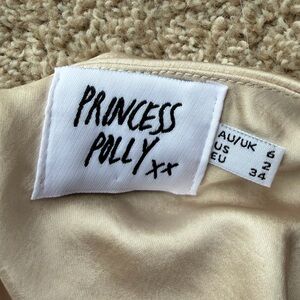 PRINCESS
POLLY xx
AU/UK 6
US 2
EU 34